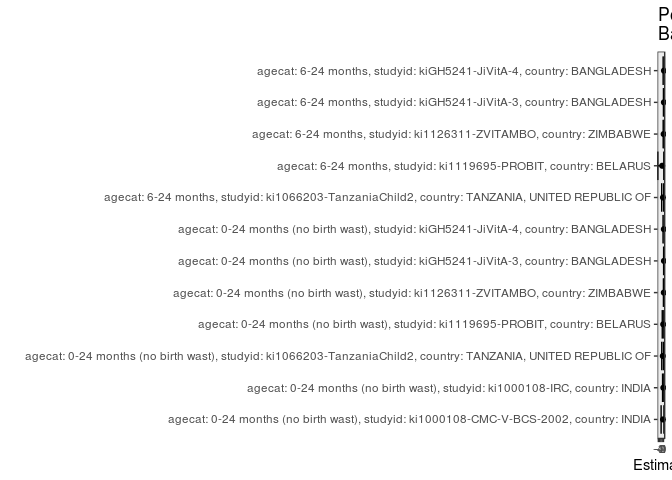 P
Ba
agecat: 6-24 months, studyid: kiGH5241-JiVitA-4, country: BANGLADESH
agecat: 6-24 months, studyid: kiGH5241-JiVitA-3, country: BANGLADESH
agecat: 6-24 months, studyid: ki1126311-ZVITAMBO, country: ZIMBABWE
agecat: 6-24 months, studyid: ki1119695-PROBIT, country: BELARUS
agecat: 6-24 months, studyid: ki1066203-TanzaniaChild2, country: TANZANIA, UNITED REPUBLIC OF
agecat: 0-24 months (no birth wast), studyid: kiGH5241-JiVitA-4, country: BANGLADESH
agecat: 0-24 months (no birth wast), studyid: kiGH5241-JiVitA-3, country: BANGLADESH
agecat: 0-24 months (no birth wast), studyid: ki1126311-ZVITAMBO, country: ZIMBABWE
agecat: 0-24 months (no birth wast), studyid: ki1119695-PROBIT, country: BELARUS
agecat: 0-24 months (no birth wast), studyid: ki1066203-TanzaniaChild2, country: TANZANIA, UNITED REPUBLIC OF
agecat: 0-24 months (no birth wast), studyid: ki1000108-IRC, country: INDIA
agecat: 0-24 months (no birth wast), studyid: ki1000108-CMC-V-BCS-2002, country: INDIA
Estima